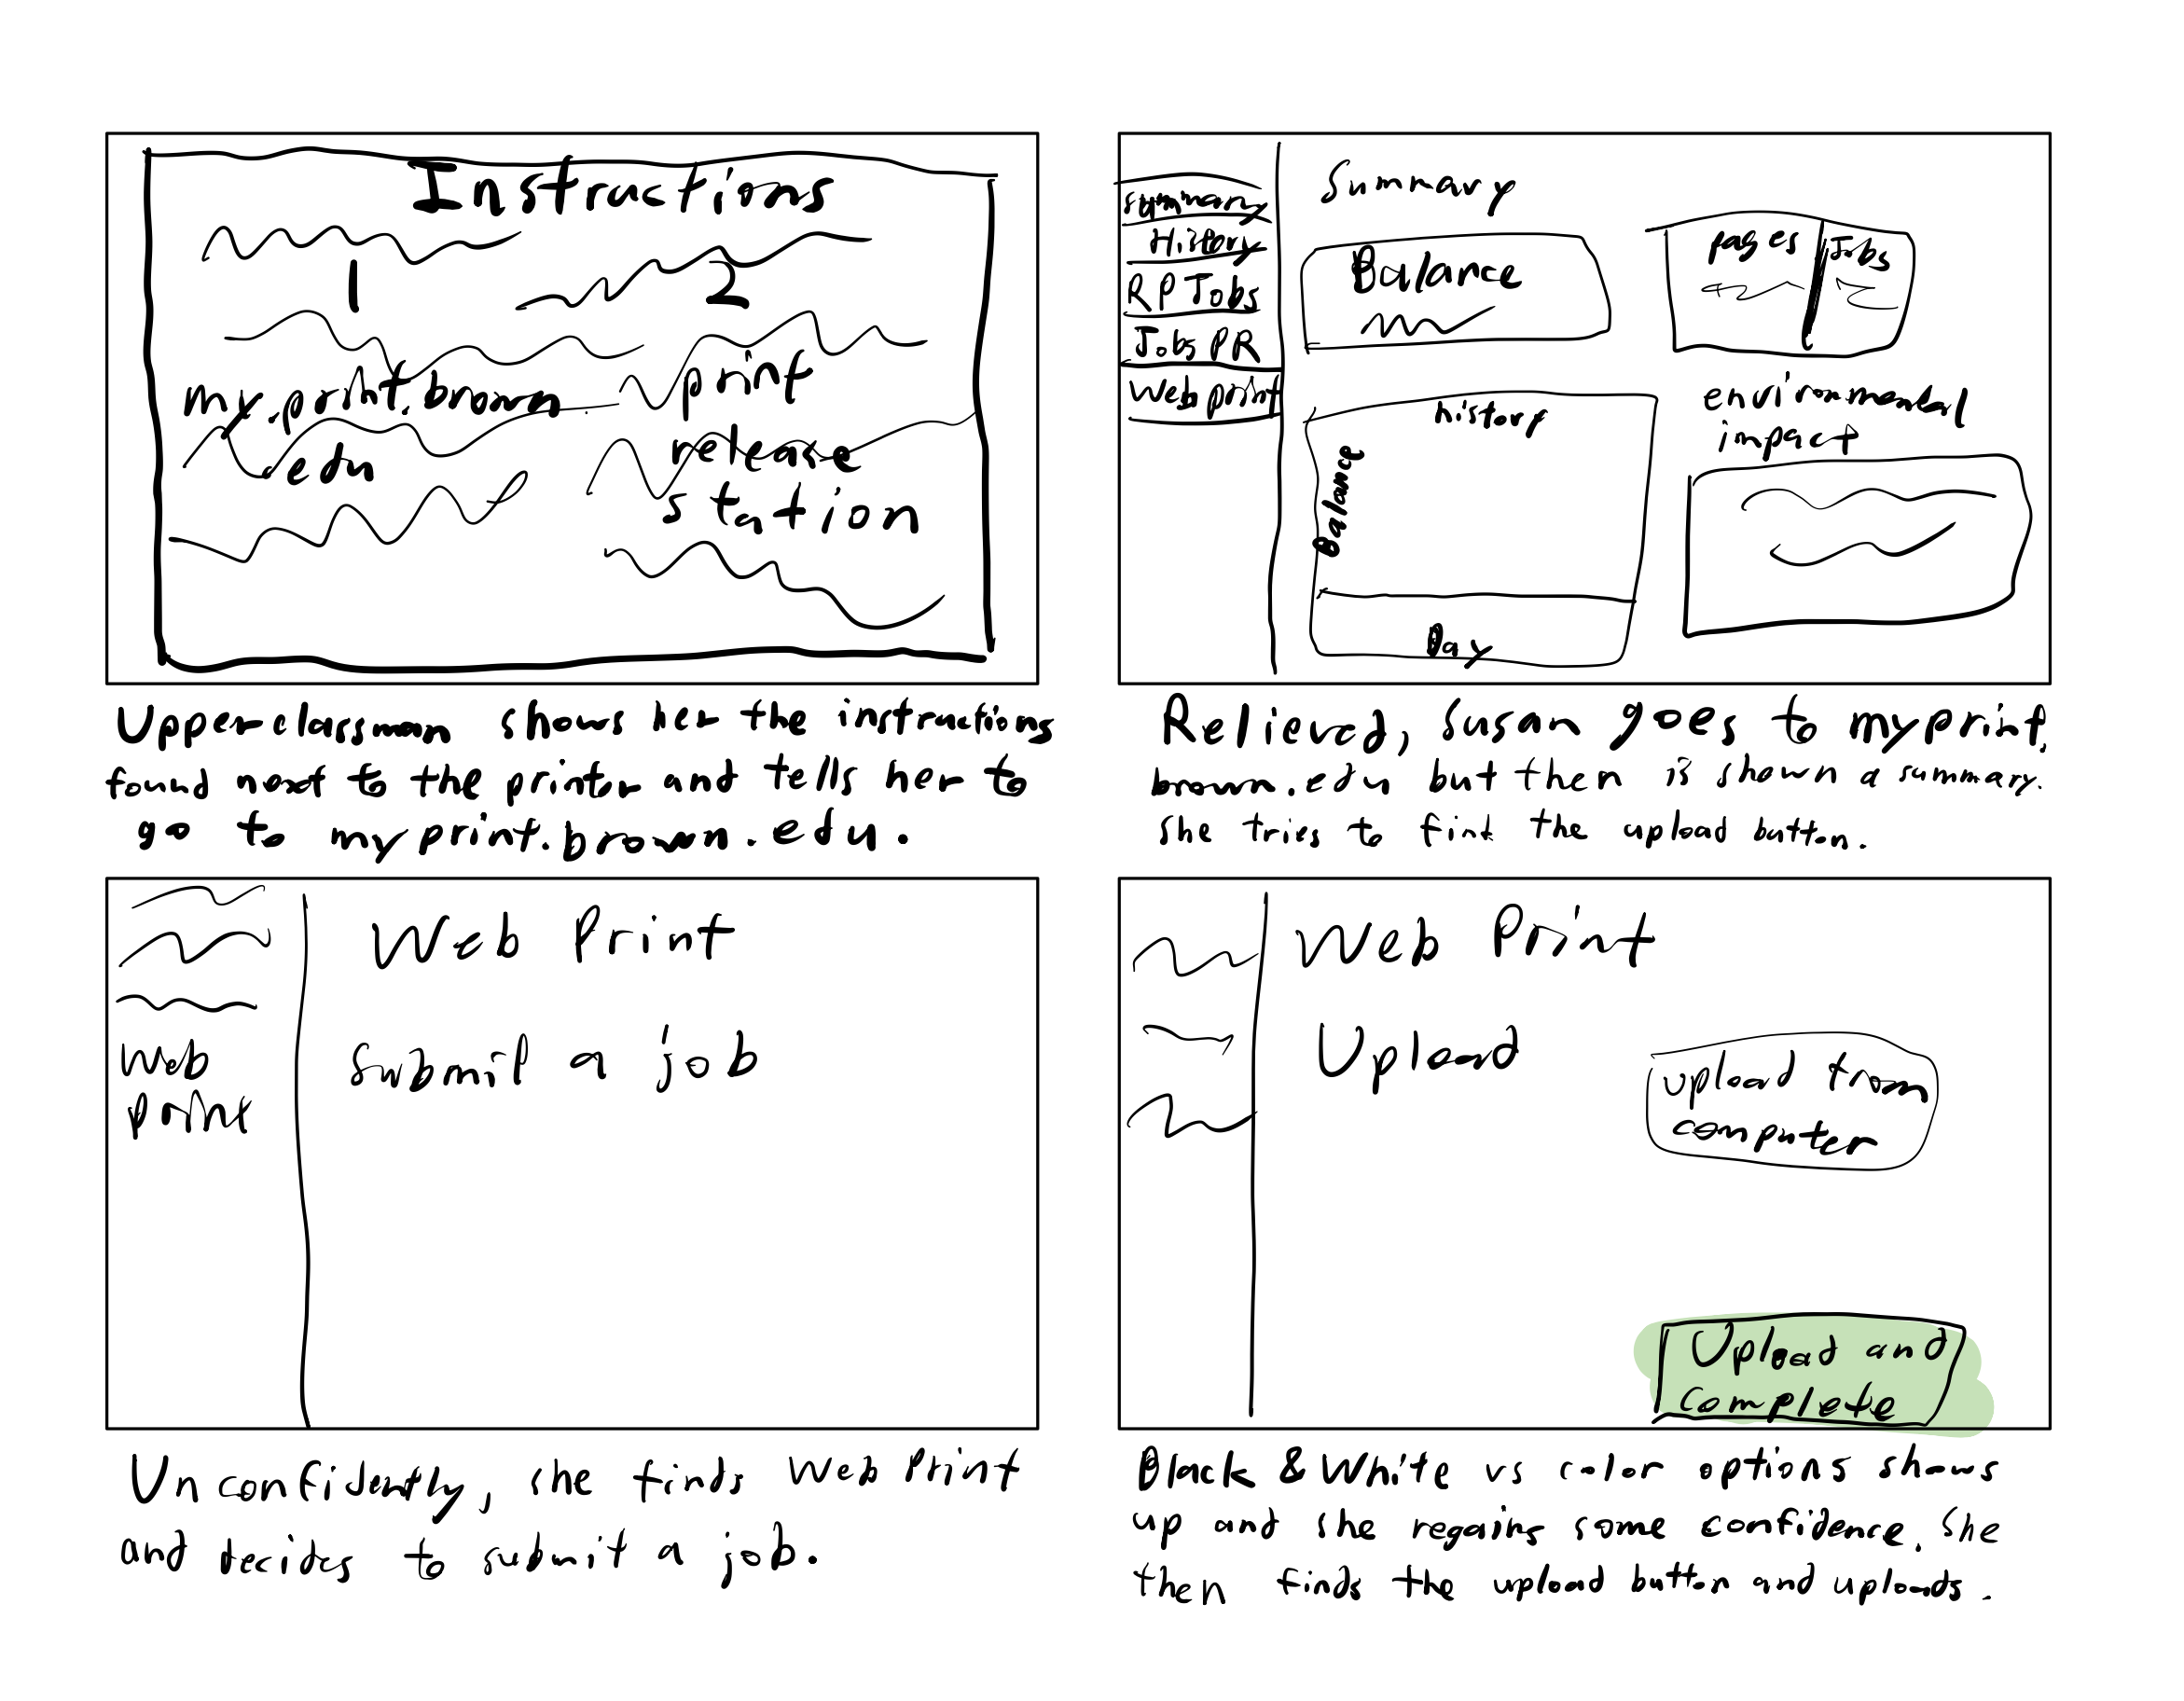 Instructions
1 2
my.print.brown
.edu
print
release
station
Upperclassman shows her the instructions
found next to the printer and tells her to
go to myprint.brown.edu.
Summary
History
R P Jobs
Jobs PR
Web print
Summary
Balance
pages Jobs
history
Balance
Day
environmental
impact
Relieved, Susan goes to myprint.
brown.edu but then is shown a summary.
She tries to find the upload button.
Web
print
Web Print
Submit a job
Unconfidently, she finds Web Print
and decides to submit a job.
Web Print
Upload
upload from
computer
Upload and
complete
Black & White vs color options shows
up and she regains some confidence. She
then finds the upload button and uploads.